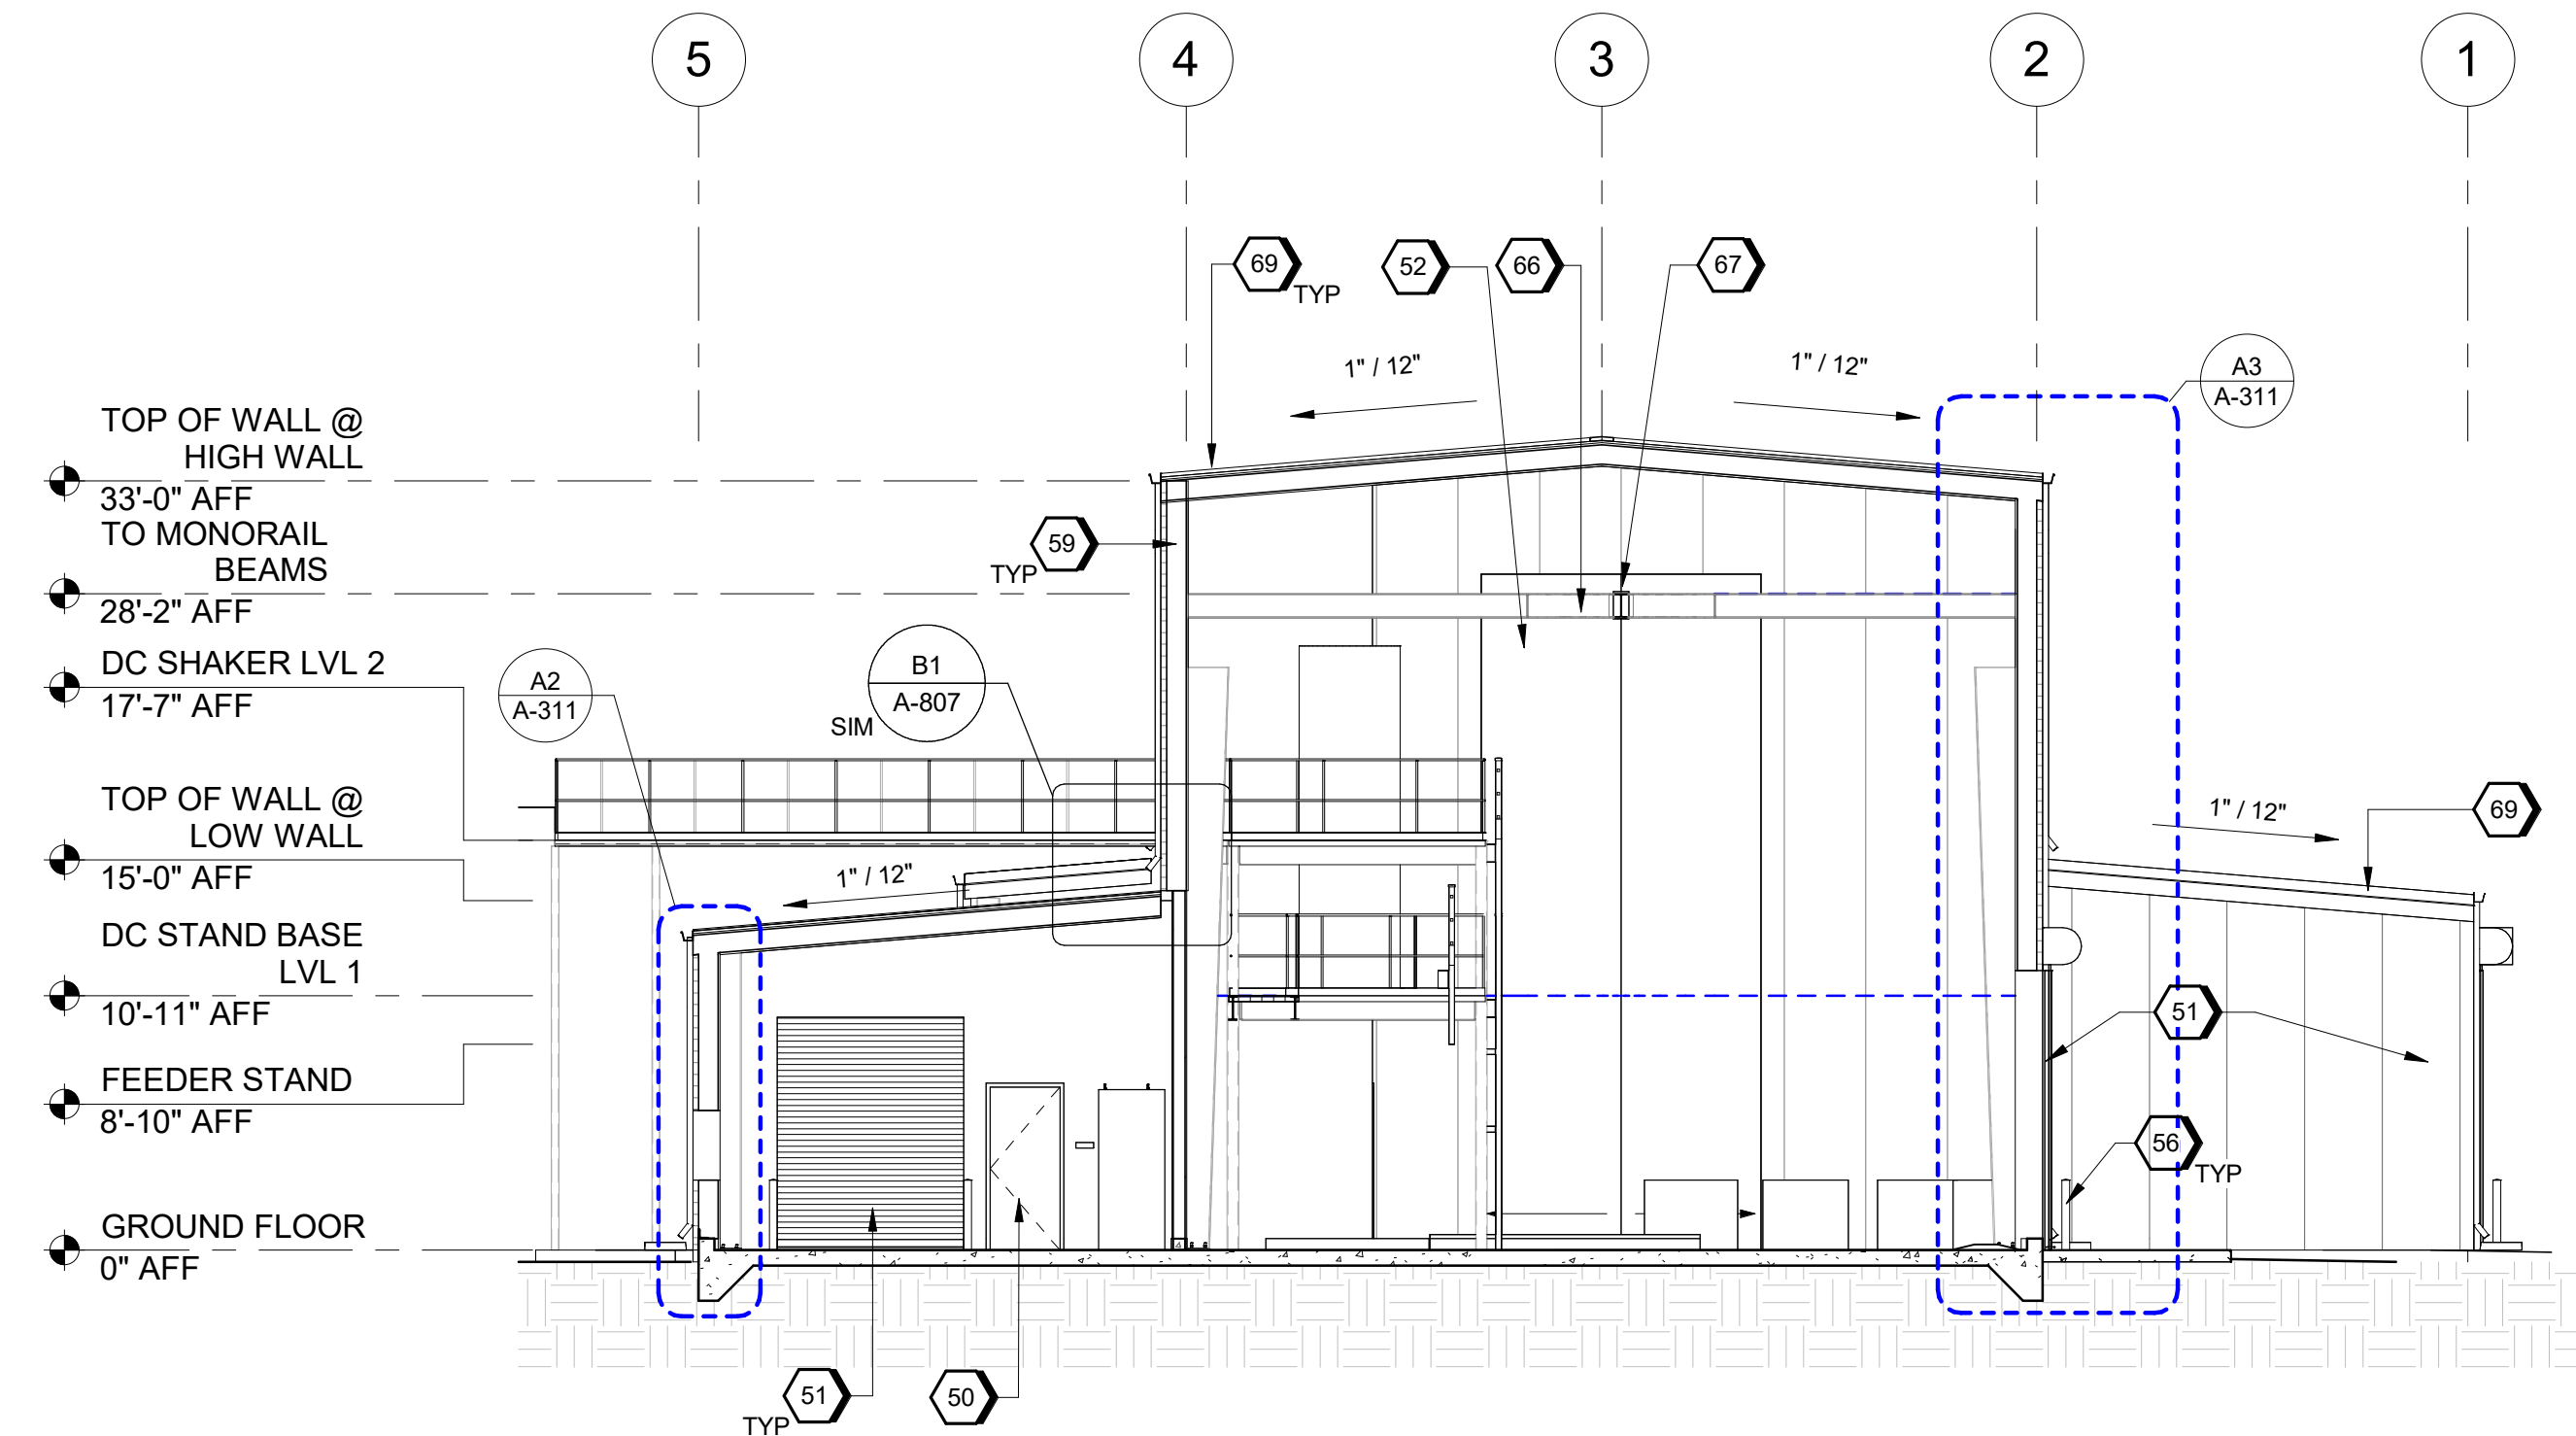 5
4
3
2
1
69
TYP
52
66
67
1" / 12"
1" / 12"
A3
A-311
TOP OF WALL @
HIGH WALL
33'-0" AFF
TO MONORAIL
BEAMS
28'-2" AFF
59
TYP
DC SHAKER LVL 2
17'-7" AFF
A2
A-311
B1
A-807
SIM
TOP OF WALL @
LOW WALL
15'-0" AFF
1" / 12"
1" / 12"
69
DC STAND BASE
LVL 1
10'-11" AFF
51
FEEDER STAND
8'-10" AFF
56
TYP
GROUND FLOOR
0" AFF
51
TYP
50